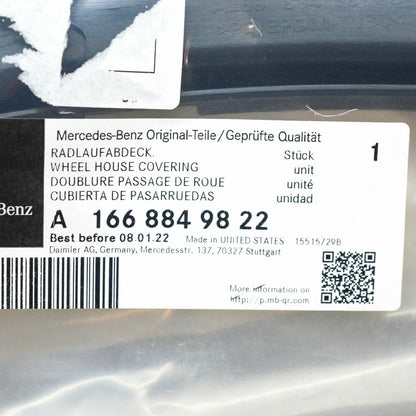 Mercedes-Benz Original-Teile/Geprüfte Qualität
RADLAUFABDECK. Stück 1
WHEEL HOUSE COVERING unit
DOUBLURE PASSAGE DE ROUE unité
CUBIERTA DE PASARRUEDAS unidad
Benz
A 166 884 98 22
Best before 08.01.22 Made in UNITED STATES 15515729B
Daimler AG, Germany, Mercedesstr. 137, 70327 Stuttgart
More information on
http://p.mb-qr.com